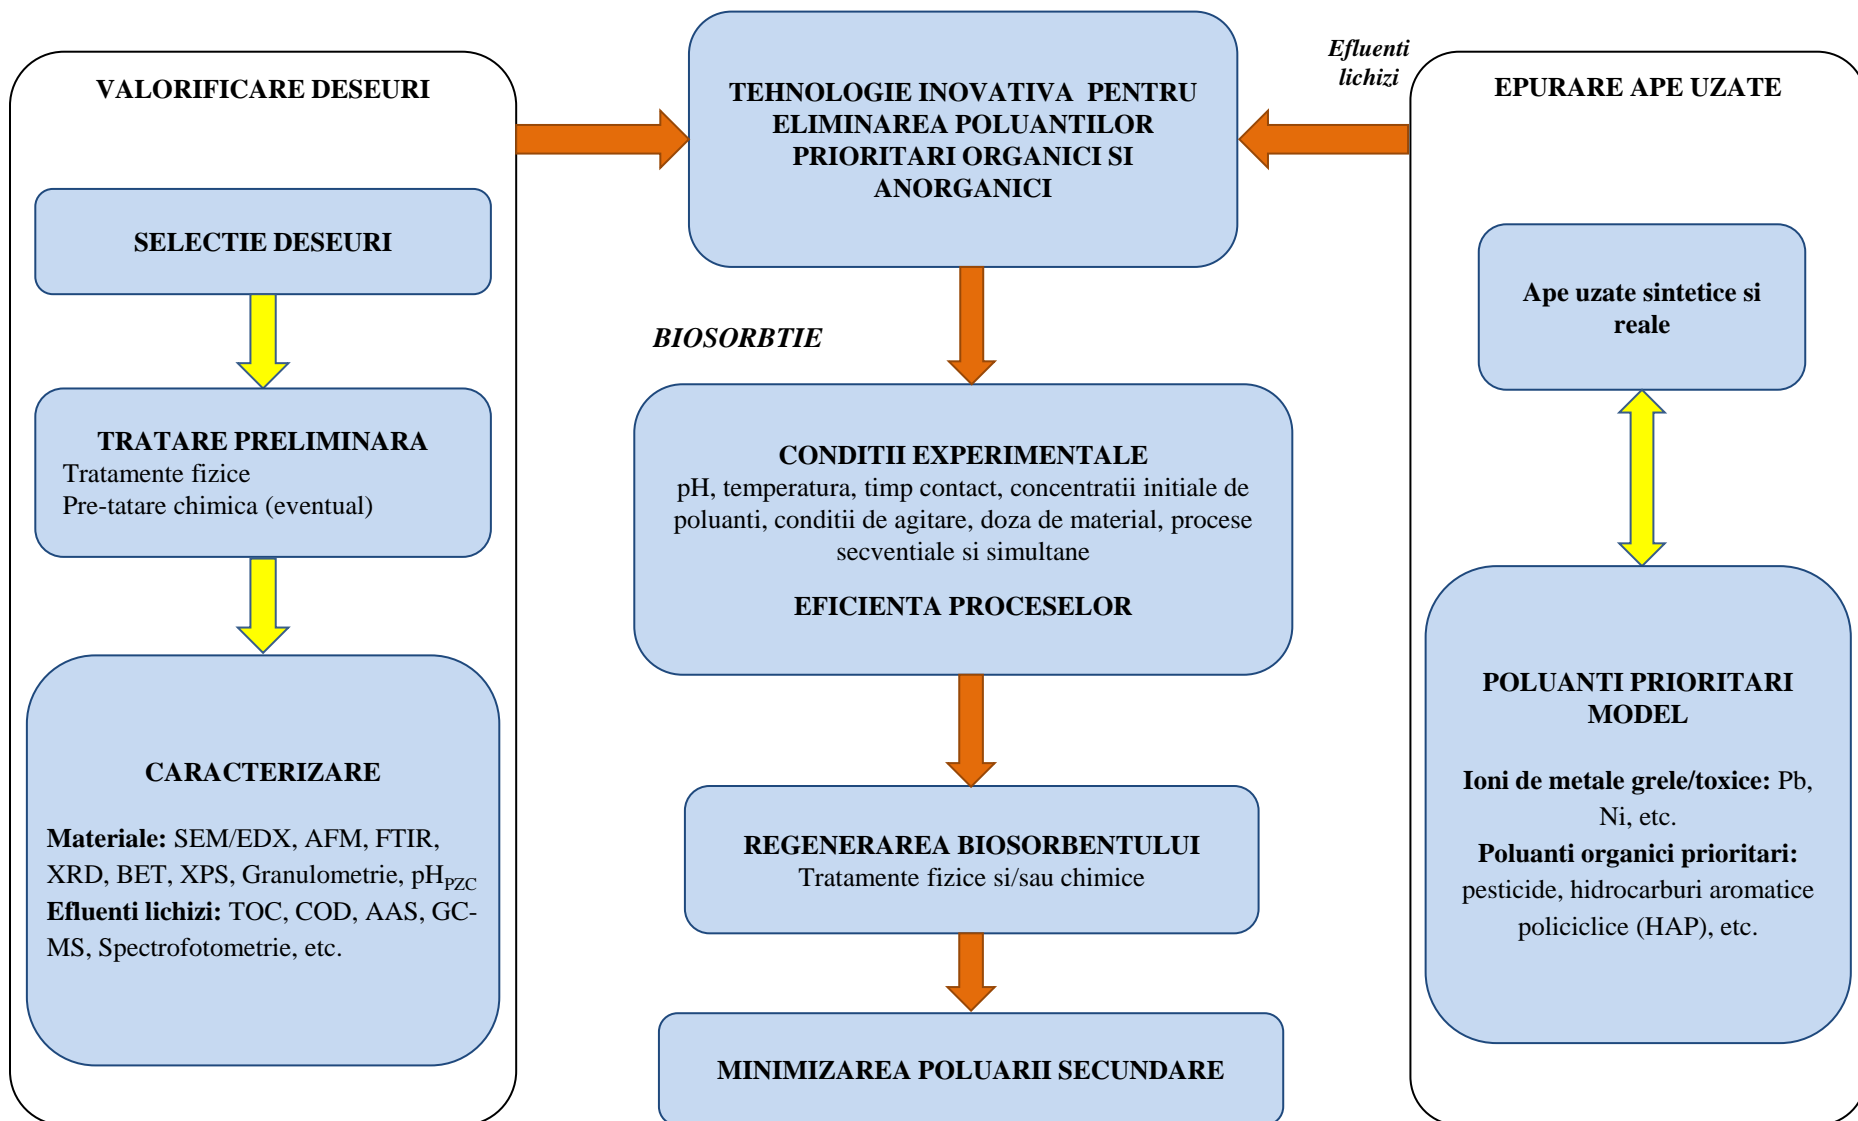 VALORIFICARE DESEURI
SELECTIE DESEURI
TRATARE PRELIMINARA
Tratamente fizice
Pre-tatare chimica (eventual)
CARACTERIZARE
Materiale: SEM/EDX, AFM, FTIR,
XRD, BET, XPS, Granulometrie, pHPZC
Efluenti lichizi: TOC, COD, AAS, GC-
MS, Spectrofotometrie, etc.
TEHNOLOGIE INOVATIVA PENTRU
ELIMINAREA POLUANTILOR
PRIORITARI ORGANICI SI
ANORGANICI
BIOSORBTIE
CONDITII EXPERIMENTALE
pH, temperatura, timp contact, concentratii initiale de
poluanti, conditii de agitare, doza de material, procese
secventiale si simultane
EFICIENTA PROCESELOR
REGENERAREA BIOSORBENTULUI
Tratamente fizice si/sau chimice
MINIMIZAREA POLUARII SECUNDARE
Efluenti
lichizi
EPURARE APE UZATE
Ape uzate sintetice si
reale
POLUANTI PRIORITARI
MODEL
Ioni de metale grele/toxice: Pb,
Ni, etc.
Poluanti organici prioritari:
pesticide, hidrocarburi aromatice
policiclice (HAP), etc.